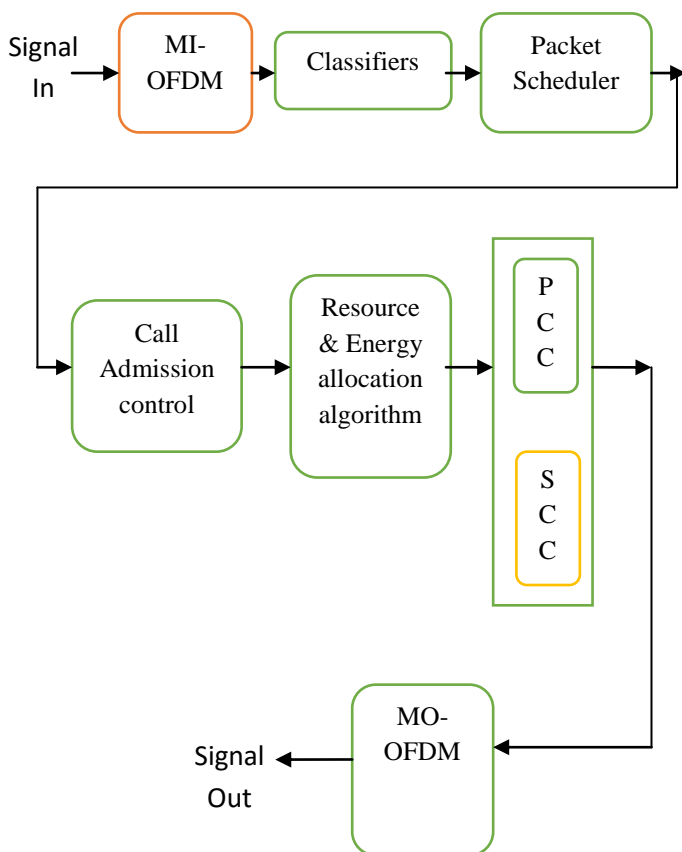 Signal
In
MI-
OFDM
Classifiers
Packet
Scheduler
Call
Admission
control
Resource
& Energy
allocation
algorithm
P
C
C
S
C
C
MO-
OFDM
Signal
Out